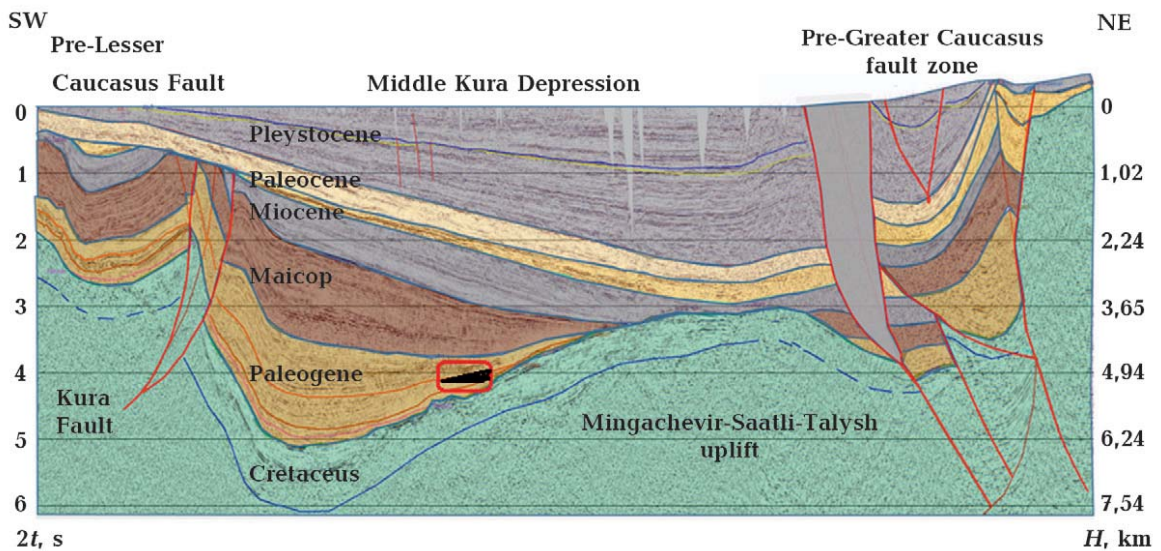 SW
NE
Pre-Lesser
Caucasus Fault
Middle Kura Depression
Pre-Greater Caucasus
fault zone
0
1
2
3
4
5
6
2t, s
Pleystocene
Paleocene
Miocene
Maicop
Paleogene
Cretaceus
Kura
Fault
Mingachevir-Saatli-Talysh
uplift
0
1,02
2,24
3,65
4,94
6,24
7,54
H, km